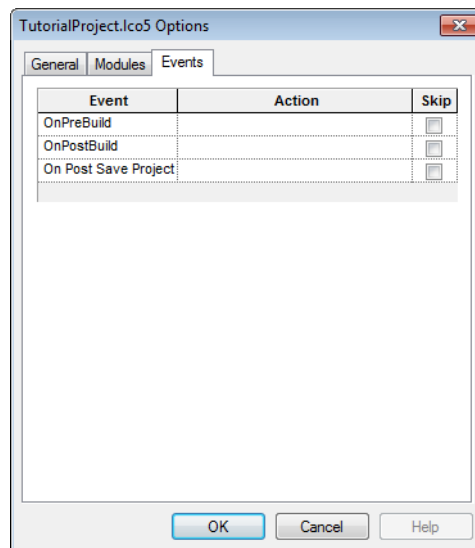 TutorialProject.lco5 Options
General Modules Events
Event Action Skip
OnPreBuild
OnPostBuild
On Post Save Project
OK Cancel Help